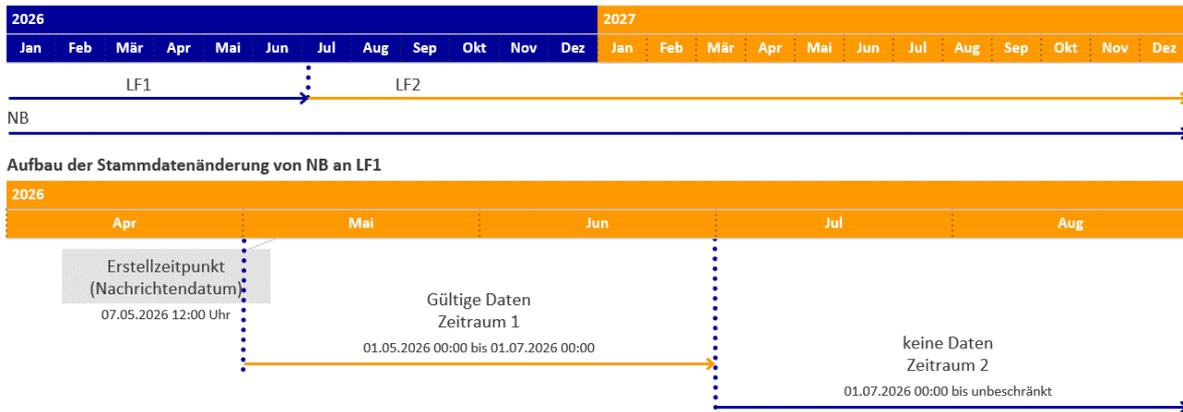 2026 2027
Jan Feb Mär Apr Mai Jun Jul Aug Sep Okt Nov Dez Jan Feb Mär Apr Mai Jun Jul Aug Sep Okt Nov Dez
LF1 LF2
NB
Aufbau der Stammdatenänderung von NB an LF1
2026
Apr Mai Jun Jul Aug
Erstellzeitpunkt
(Nachrichtendatum)
07.05.2026 12:00 Uhr
Gültige Daten
Zeitraum 1
01.05.2026 00:00 bis 01.07.2026 00:00
keine Daten
Zeitraum 2
01.07.2026 00:00 bis unbeschränkt